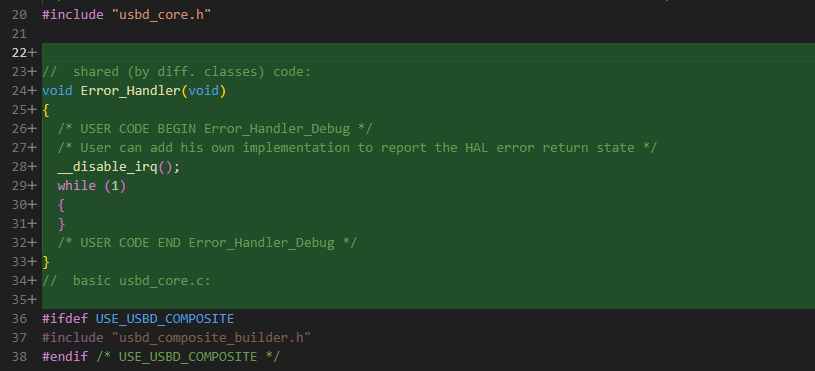 20 #include "usbd_core.h"
21
22+
23+ //  shared (by diff. classes) code:
24+ void Error_Handler(void)
25+ {
26+   /* USER CODE BEGIN Error_Handler_Debug */
27+   /* User can add his own implementation to report the HAL error return state */
28+   __disable_irq();
29+   while (1)
30+   {
31+   }
32+   /* USER CODE END Error_Handler_Debug */
33+ }
34+ //  basic usbd_core.c:
35+
36 #ifdef USE_USBD_COMPOSITE
37 #include "usbd_composite_builder.h"
38 #endif /* USE_USBD_COMPOSITE */